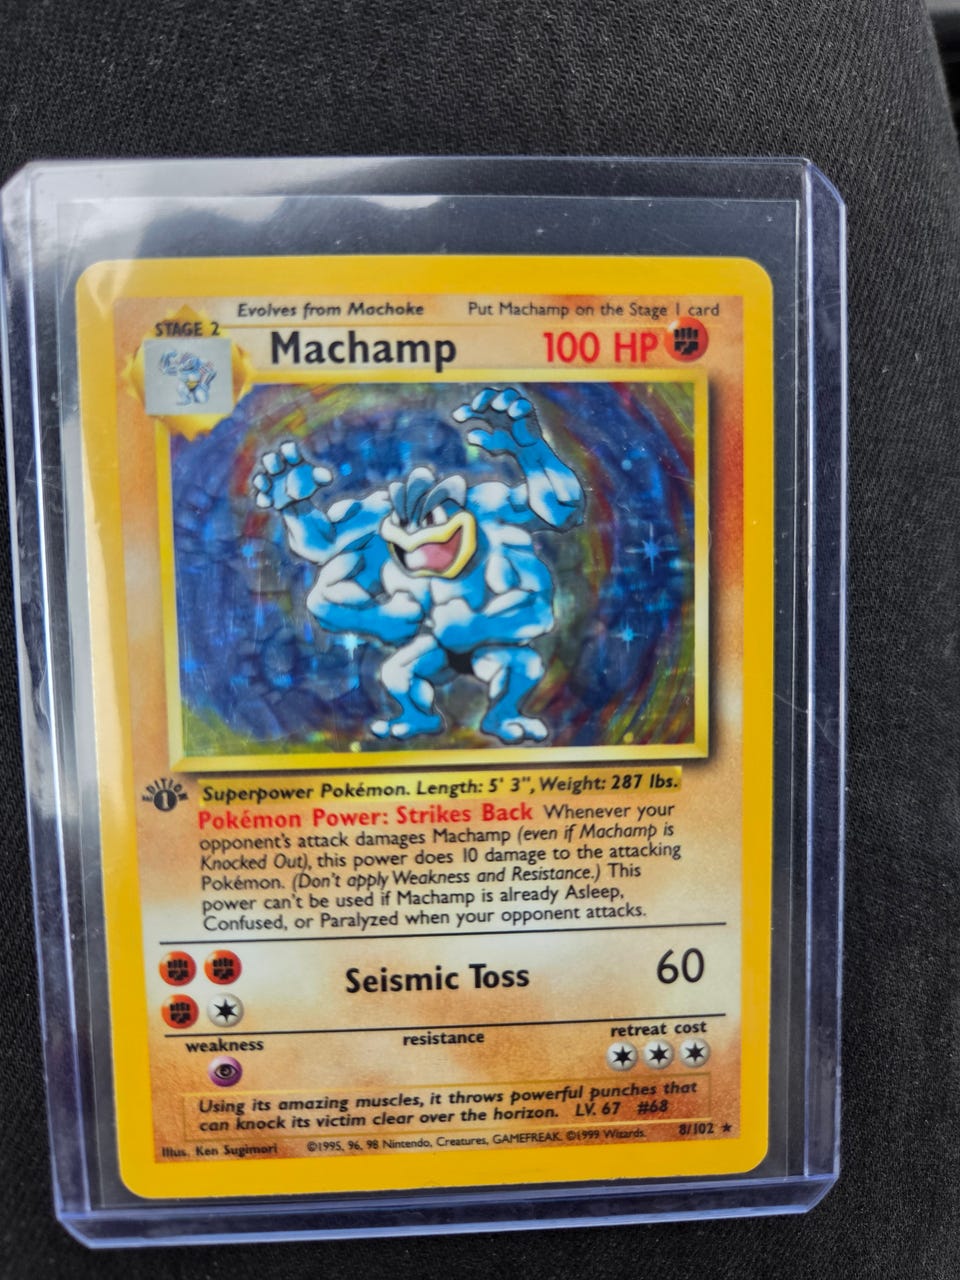 Evolves from Machoke Put Machamp on the Stage 1 card
STAGE 2
Machamp 100 HP
EDITION
1
Superpower Pokémon. Length: 5' 3", Weight: 287 lbs.
Pokémon Power: Strikes Back Whenever your
opponent's attack damages Machamp (even if Machamp is
Knocked Out), this power does 10 damage to the attacking
Pokémon. (Don't apply Weakness and Resistance.) This
power can't be used if Machamp is already Asleep,
Confused, or Paralyzed when your opponent attacks.
Seismic Toss 60
weakness resistance retreat cost
Using its amazing muscles, it throws powerful punches that
can knock its victim clear over the horizon. LV. 67 #68
Illus. Ken Sugimori ©1995, 96, 98 Nintendo, Creatures, GAMEFREAK. ©1999 Wizards. 8/102 ★